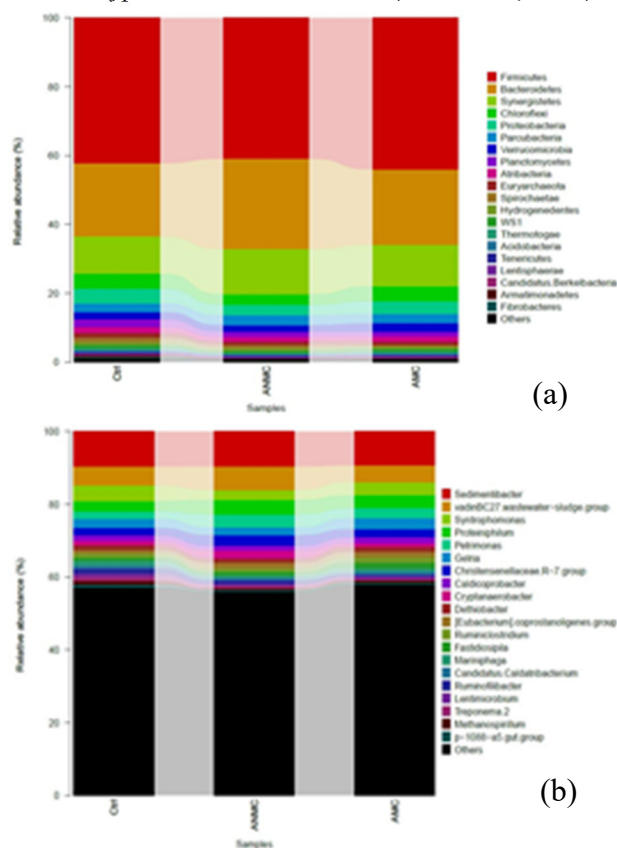 100
80
60
40
20
0
Relative abundance (%)
Ctrl
ANMC
AMC
Samples
Firmicutes
Bacteroidetes
Synergistetes
Chloroflexi
Proteobacteria
Parcubacteria
Verrucomicrobia
Planctomycetes
Atribacteria
Euryarchaeota
Spirochaetae
Hydrogenedentes
WS1
Thermotogae
Acidobacteria
Tenericutes
Lentisphaerae
Candidatus.Berkelbacteria
Armatimonadetes
Fibrobacteres
Others
(a)
100
80
60
40
20
0
Relative abundance (%)
Ctrl
ANMC
AMC
Samples
Sedimentibacter
vadinBC27.wastewater-sludge.group
Syntrophomonas
Proteiniphilum
Petrimonas
Gelria
Christensenellaceae.R-7.group
Caldicoprobacter
Cryptanaerobacter
Dethiobacter
[Eubacterium].coprostanoligenes.group
Ruminiclostridium
Fastidiosipila
Mariniphaga
Candidatus.Caldatribacterium
Ruminofilibacter
Lentimicrobium
Treponema.2
Methanospirillum
p-1088-a5.gut.group
Others
(b)